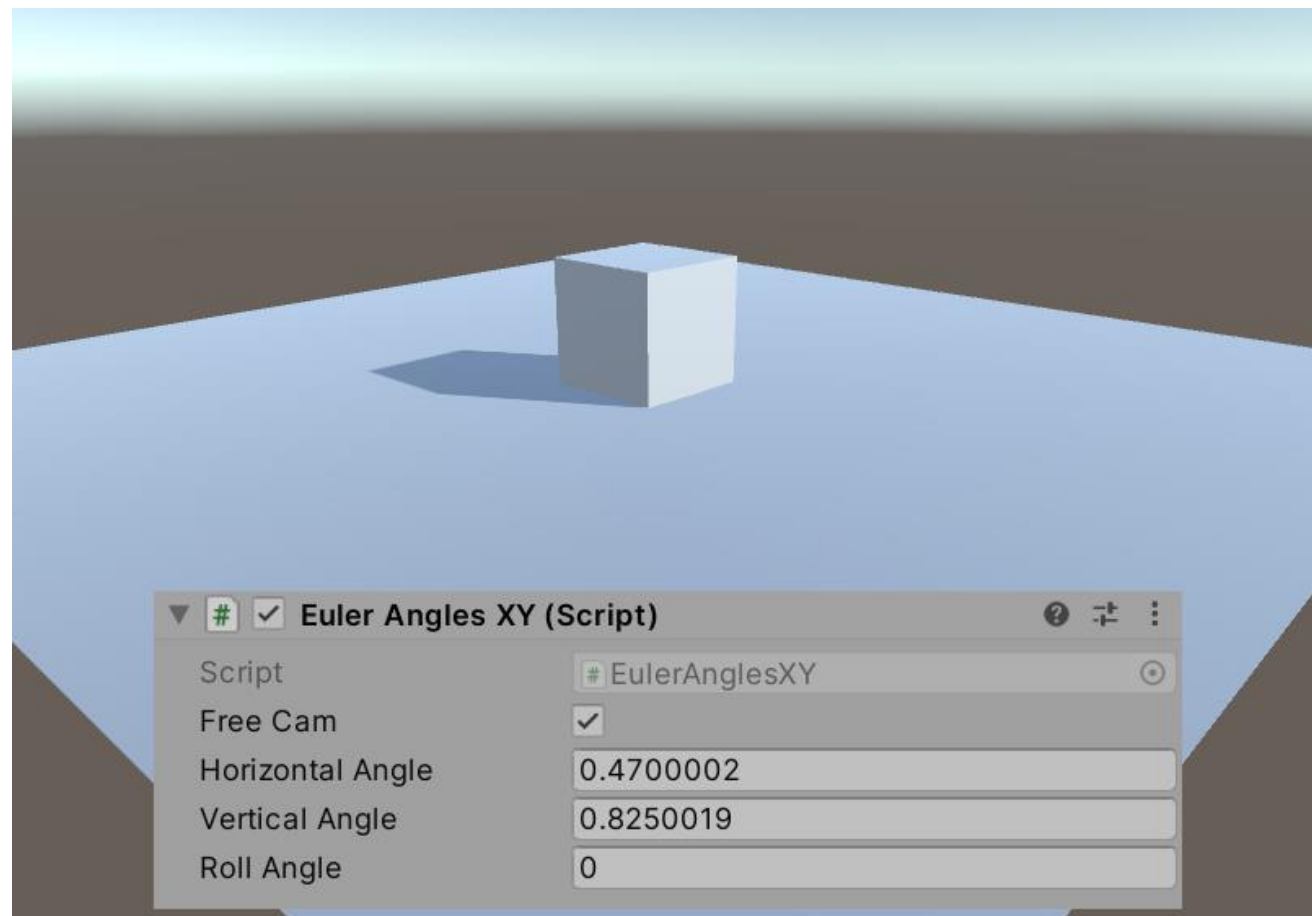 Euler Angles XY (Script)
Script EulerAnglesXY
Free Cam
Horizontal Angle 0.4700002
Vertical Angle 0.8250019
Roll Angle 0